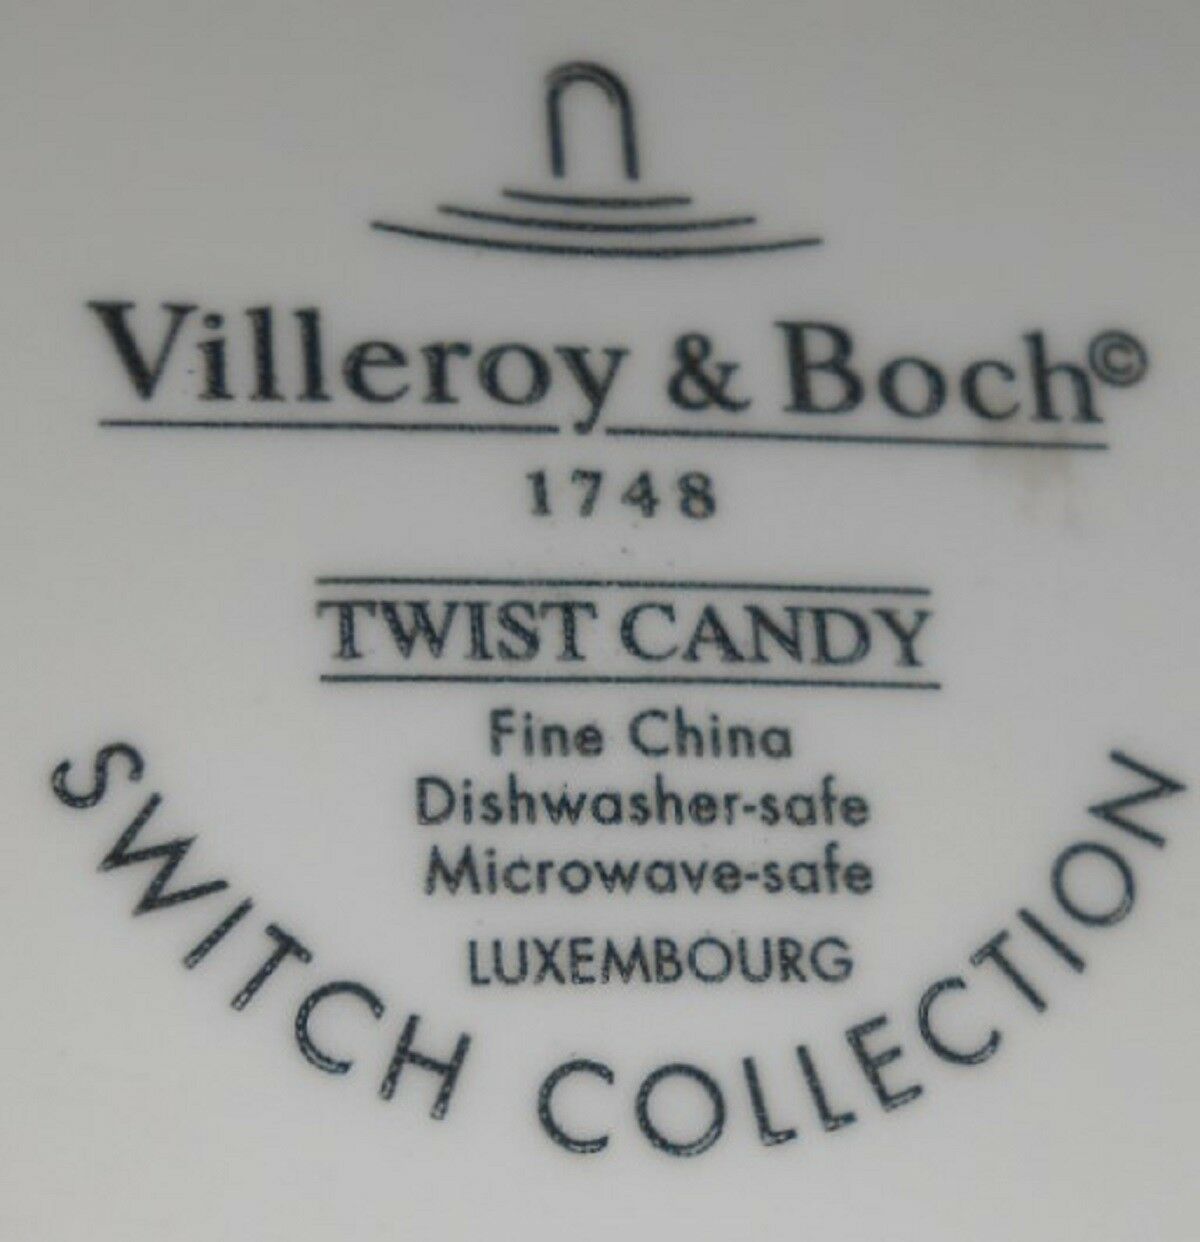 Villeroy & Boch©
1748
TWIST CANDY
Fine China
Dishwasher-safe
Microwave-safe
LUXEMBOURG
SWITCH COLLECTION